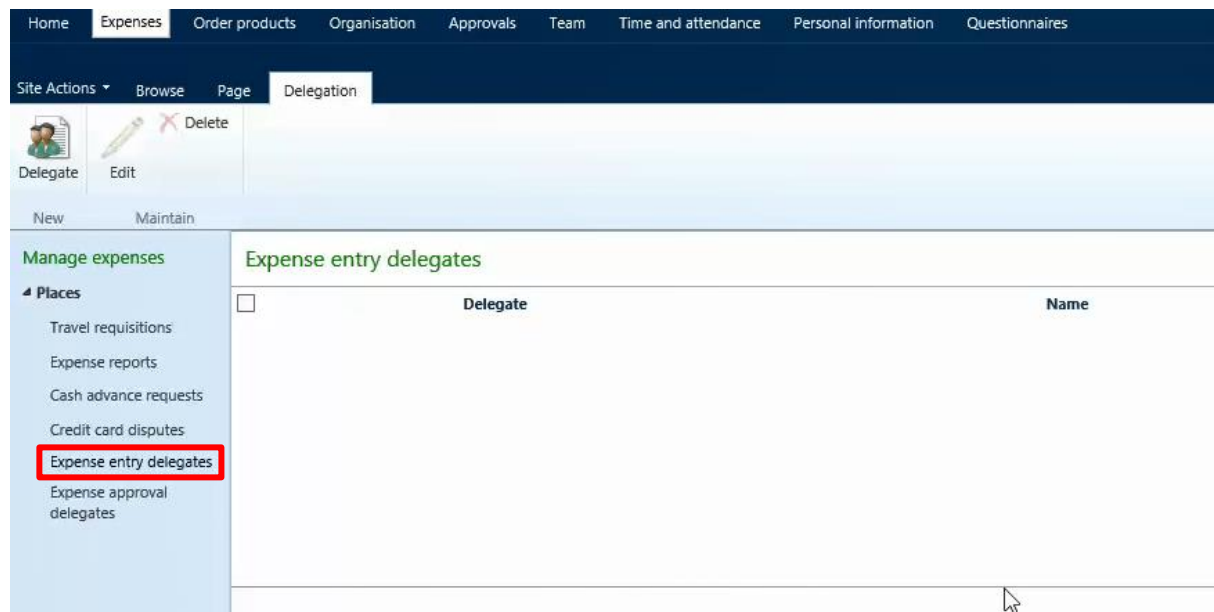 Home Expenses Order products Organisation Approvals Team Time and attendance Personal information Questionnaires
Site Actions Browse Page Delegation
Delete
Delegate Edit
New Maintain
Manage expenses
Places
Travel requisitions
Expense reports
Cash advance requests
Credit card disputes
Expense entry delegates
Expense approval
delegates
Expense entry delegates
Delegate Name